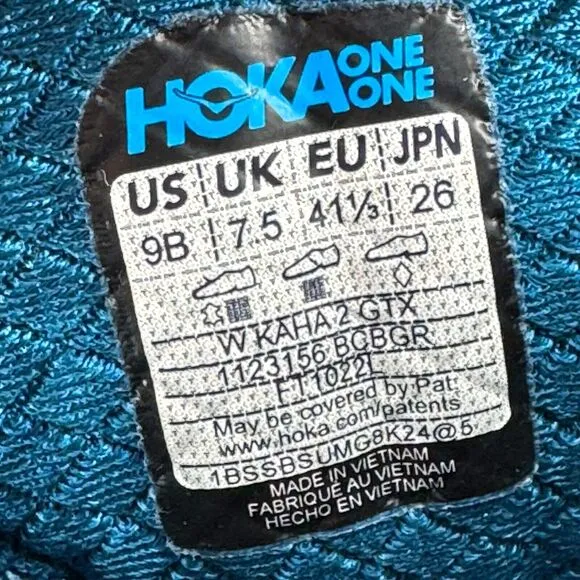 HOKA ONE ONE
US UK EU JPN
9B 7.5 41⅓ 26
W KAHA 2 GTX
1123156 BCBGR
FT1022I
May be covered by Pat:
www.hoka.com/patents
1BSSBSUMG8K24@5
MADE IN VIETNAM
FABRIQUÉ AU VIETNAM
HECHO EN VIETNAM